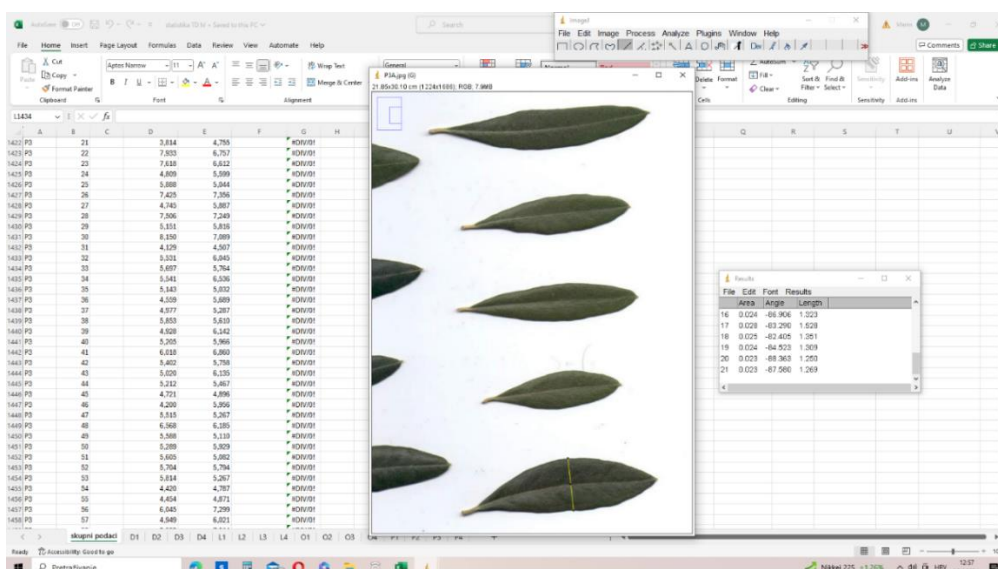 AutoSave
statistika
Saved to this PC
Search
File Home Insert Page Layout Formulas Data Review View Automate Help
Comments Share
Cut
Copy
Format Painter
Paste
Clipboard
Aptos Narrow 11
Font
Wrap Text
Merge & Center
Alignment
General
Delete Format
Cells
Fill
Clear
Sort & Filter
Find & Select
Editing
Sensitivity
Sensitivity
Add-ins
Add-ins
Analyze Data
L1434
A B C D E F G H
Q R S T U
1422 P3 21 3,814 4,755 #DIV/0!
1423 P3 22 7,933 6,757 #DIV/0!
1424 P3 23 7,618 6,612 #DIV/0!
1425 P3 24 4,809 5,599 #DIV/0!
1426 P3 25 5,888 5,044 #DIV/0!
1427 P3 26 7,425 7,356 #DIV/0!
1428 P3 27 4,745 5,887 #DIV/0!
1429 P3 28 7,506 7,249 #DIV/0!
1430 P3 29 5,151 5,816 #DIV/0!
1431 P3 30 8,150 7,089 #DIV/0!
1432 P3 31 4,129 4,507 #DIV/0!
1433 P3 32 5,531 6,045 #DIV/0!
1434 P3 33 5,697 5,764 #DIV/0!
1435 P3 34 5,541 6,536 #DIV/0!
1436 P3 35 5,143 5,032 #DIV/0!
1437 P3 36 4,559 5,689 #DIV/0!
1438 P3 37 4,977 5,287 #DIV/0!
1439 P3 38 5,853 5,610 #DIV/0!
1440 P3 39 4,928 6,142 #DIV/0!
1441 P3 40 5,205 5,966 #DIV/0!
1442 P3 41 6,018 6,860 #DIV/0!
1443 P3 42 5,402 5,758 #DIV/0!
1444 P3 43 5,020 6,135 #DIV/0!
1445 P3 44 5,212 5,467 #DIV/0!
1446 P3 45 4,721 4,896 #DIV/0!
1447 P3 46 4,200 5,956 #DIV/0!
1448 P3 47 5,515 5,267 #DIV/0!
1449 P3 48 6,568 6,185 #DIV/0!
1450 P3 49 5,588 5,110 #DIV/0!
1451 P3 50 5,289 5,929 #DIV/0!
1452 P3 51 5,605 5,082 #DIV/0!
1453 P3 52 5,704 5,794 #DIV/0!
1454 P3 53 5,814 5,267 #DIV/0!
1455 P3 54 4,420 4,787 #DIV/0!
1456 P3 55 4,454 4,871 #DIV/0!
1457 P3 56 6,045 7,299 #DIV/0!
1458 P3 57 4,949 6,021 #DIV/0!
skupni podaci D1 D2 D3 D4 L1 L2 L3 L4 O1 O2 O3
Ready Accessibility: Good to go
ImageJ
File Edit Image Process Analyze Plugins Window Help
P3A.jpg (G)
RGB; 7.9MB
Results
File Edit Font Results
Area Angle Length
16 0.024 -86.906 1.323
17 0.028 -83.290 1.528
18 0.025 -82.405 1.351
19 0.024 -84.523 1.309
20 0.023 -88.363 1.250
21 0.023 -87.580 1.269
Pretraživanje
Nikkei 225 +1.26%
HRV
12:57